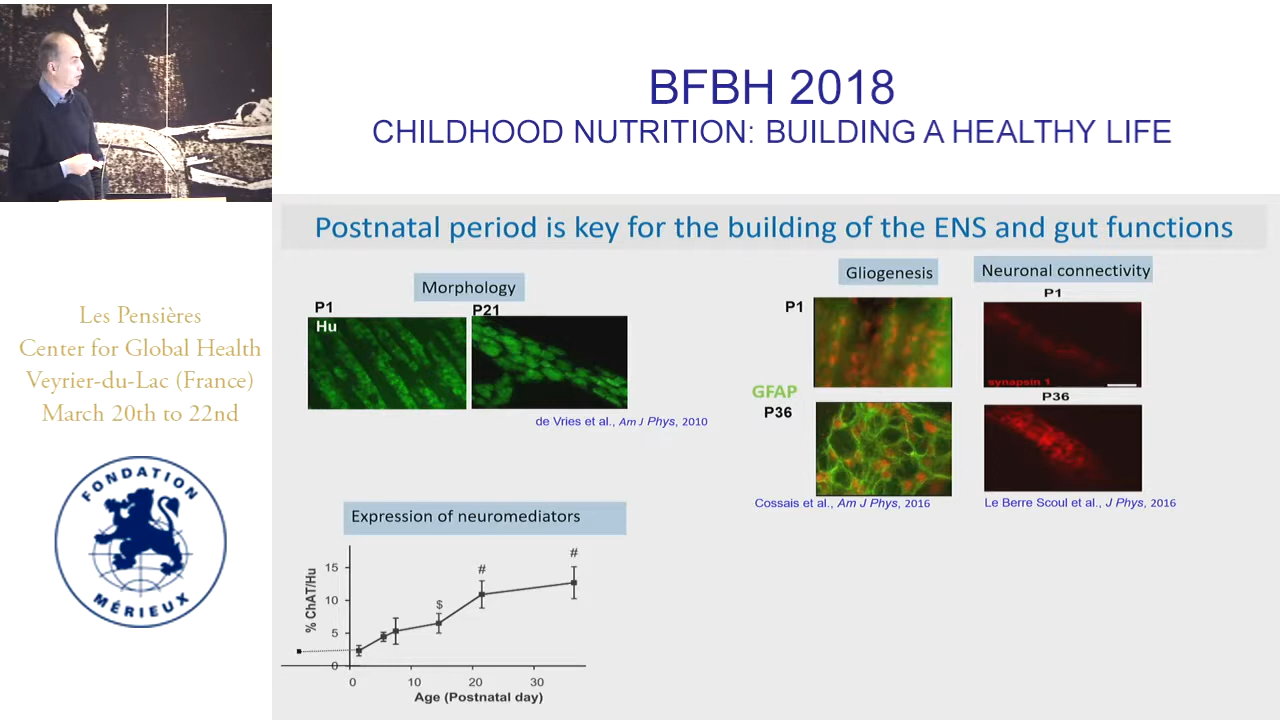 BFBH 2018
CHILDHOOD NUTRITION: BUILDING A HEALTHY LIFE
Les Pensières
Center for Global Health
Veyrier-du-Lac (France)
March 20th to 22nd
FONDATION
MÉRIEUX
Postnatal period is key for the building of the ENS and gut functions
Morphology
P1
Hu
P21
de Vries et al., Am J Phys, 2010
Gliogenesis
P1
GFAP
P36
Cossais et al., Am J Phys, 2016
Neuronal connectivity
P1
synapsin 1
P36
Le Berre Scoul et al., J Phys, 2016
Expression of neuromediators
% ChAT/Hu
15
10
5
0
$
#
#
0 10 20 30
Age (Postnatal day)